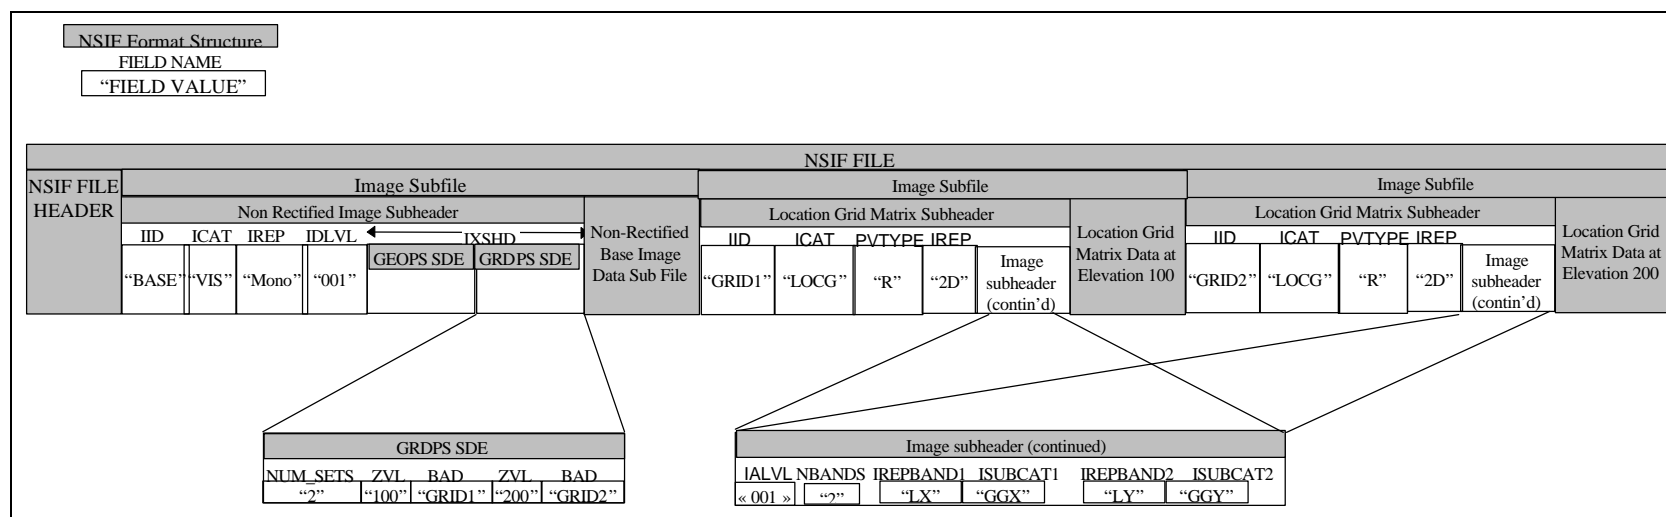 NSIF Format Structure
FIELD NAME
“FIELD VALUE”
NSIF FILE
NSIF FILE
HEADER
Image Subfile
Non Rectified Image Subheader
IID ICAT IREP IDLVL IXSHD
GEOPS SDE GRDPS SDE
“BASE” “VIS” “Mono” “001”
Non-Rectified
Base Image
Data Sub File
Image Subfile
Location Grid Matrix Subheader
IID ICAT PVTYPE IREP
“GRID1” “LOCG” “R” “2D”
Image
subheader
(contin’d)
Location Grid
Matrix Data at
Elevation 100
Image Subfile
Location Grid Matrix Subheader
IID ICAT PVTYPE IREP
“GRID2” “LOCG” “R” “2D”
Image
subheader
(contin’d)
Location Grid
Matrix Data at
Elevation 200
GRDPS SDE
NUM_SETS ZVL BAD ZVL BAD
“2” “100” “GRID1” “200” “GRID2”
Image subheader (continued)
IALVL NBANDS IREPBAND1 ISUBCAT1 IREPBAND2 ISUBCAT2
« 001 » “2” “LX” “GGX” “LY” “GGY”